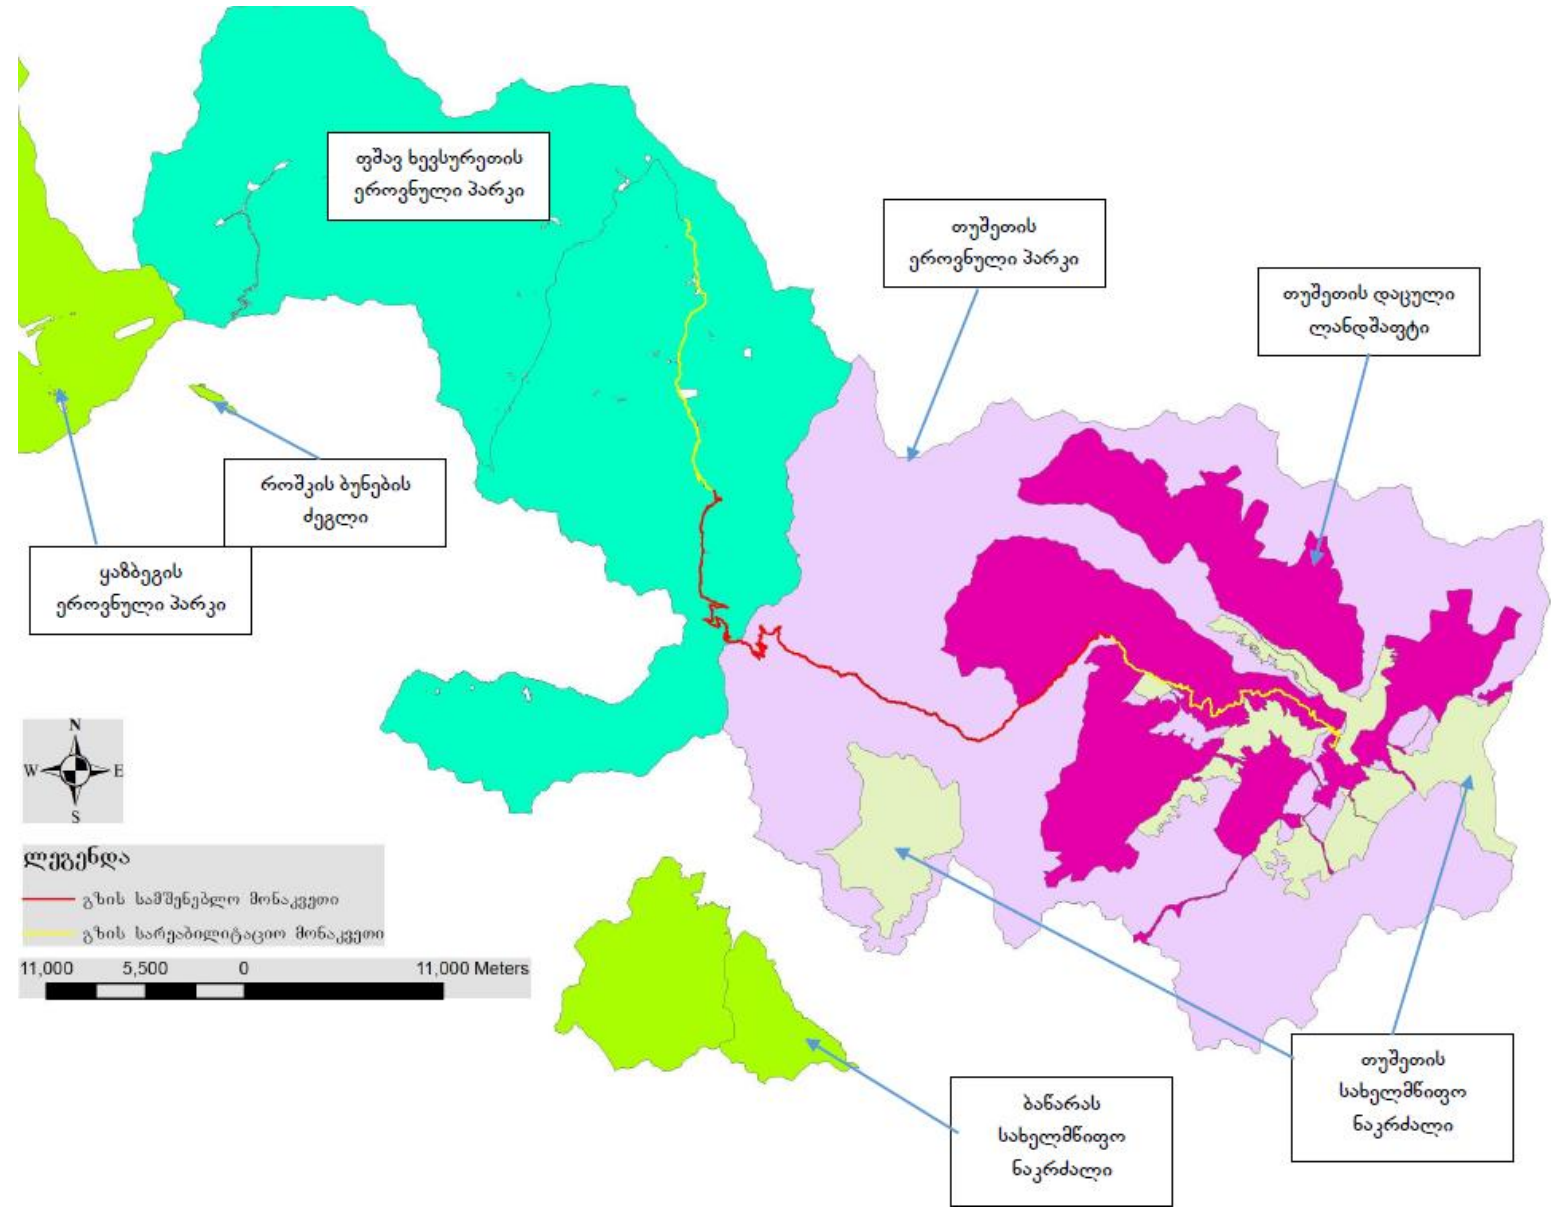 ფშავ ხევსურეთის
ეროვნული პარკი
თუშეთის
ეროვნული პარკი
თუშეთის დაცული
ლანდშაფტი
როშკის ბუნების
ძეგლი
ყაზბეგის
ეროვნული პარკი
N
W E
S
ლეგენდა
გზის სამშენებლო მონაკვეთი
გზის სარეაბილიტაციო მონაკვეთი
11,000 5,500 0 11,000 Meters
თუშეთის
სახელმწიფო
ნაკრძალი
ბაწარას
სახელმწიფო
ნაკრძალი